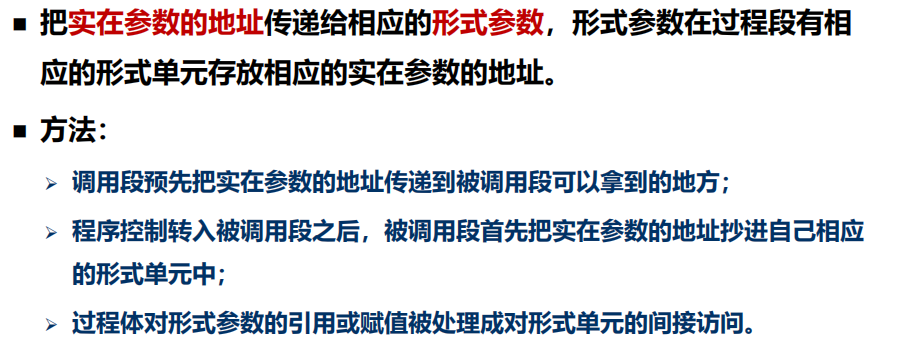 ■ 把实在参数的地址传递给相应的形式参数，形式参数在过程段有相
应的形式单元存放相应的实在参数的地址。
■ 方法：
➢ 调用段预先把实在参数的地址传递到被调用段可以拿到的地方；
➢ 程序控制转入被调用段之后，被调用段首先把实在参数的地址抄进自己相应
的形式单元中；
➢ 过程体对形式参数的引用或赋值被处理成对形式单元的间接访问。